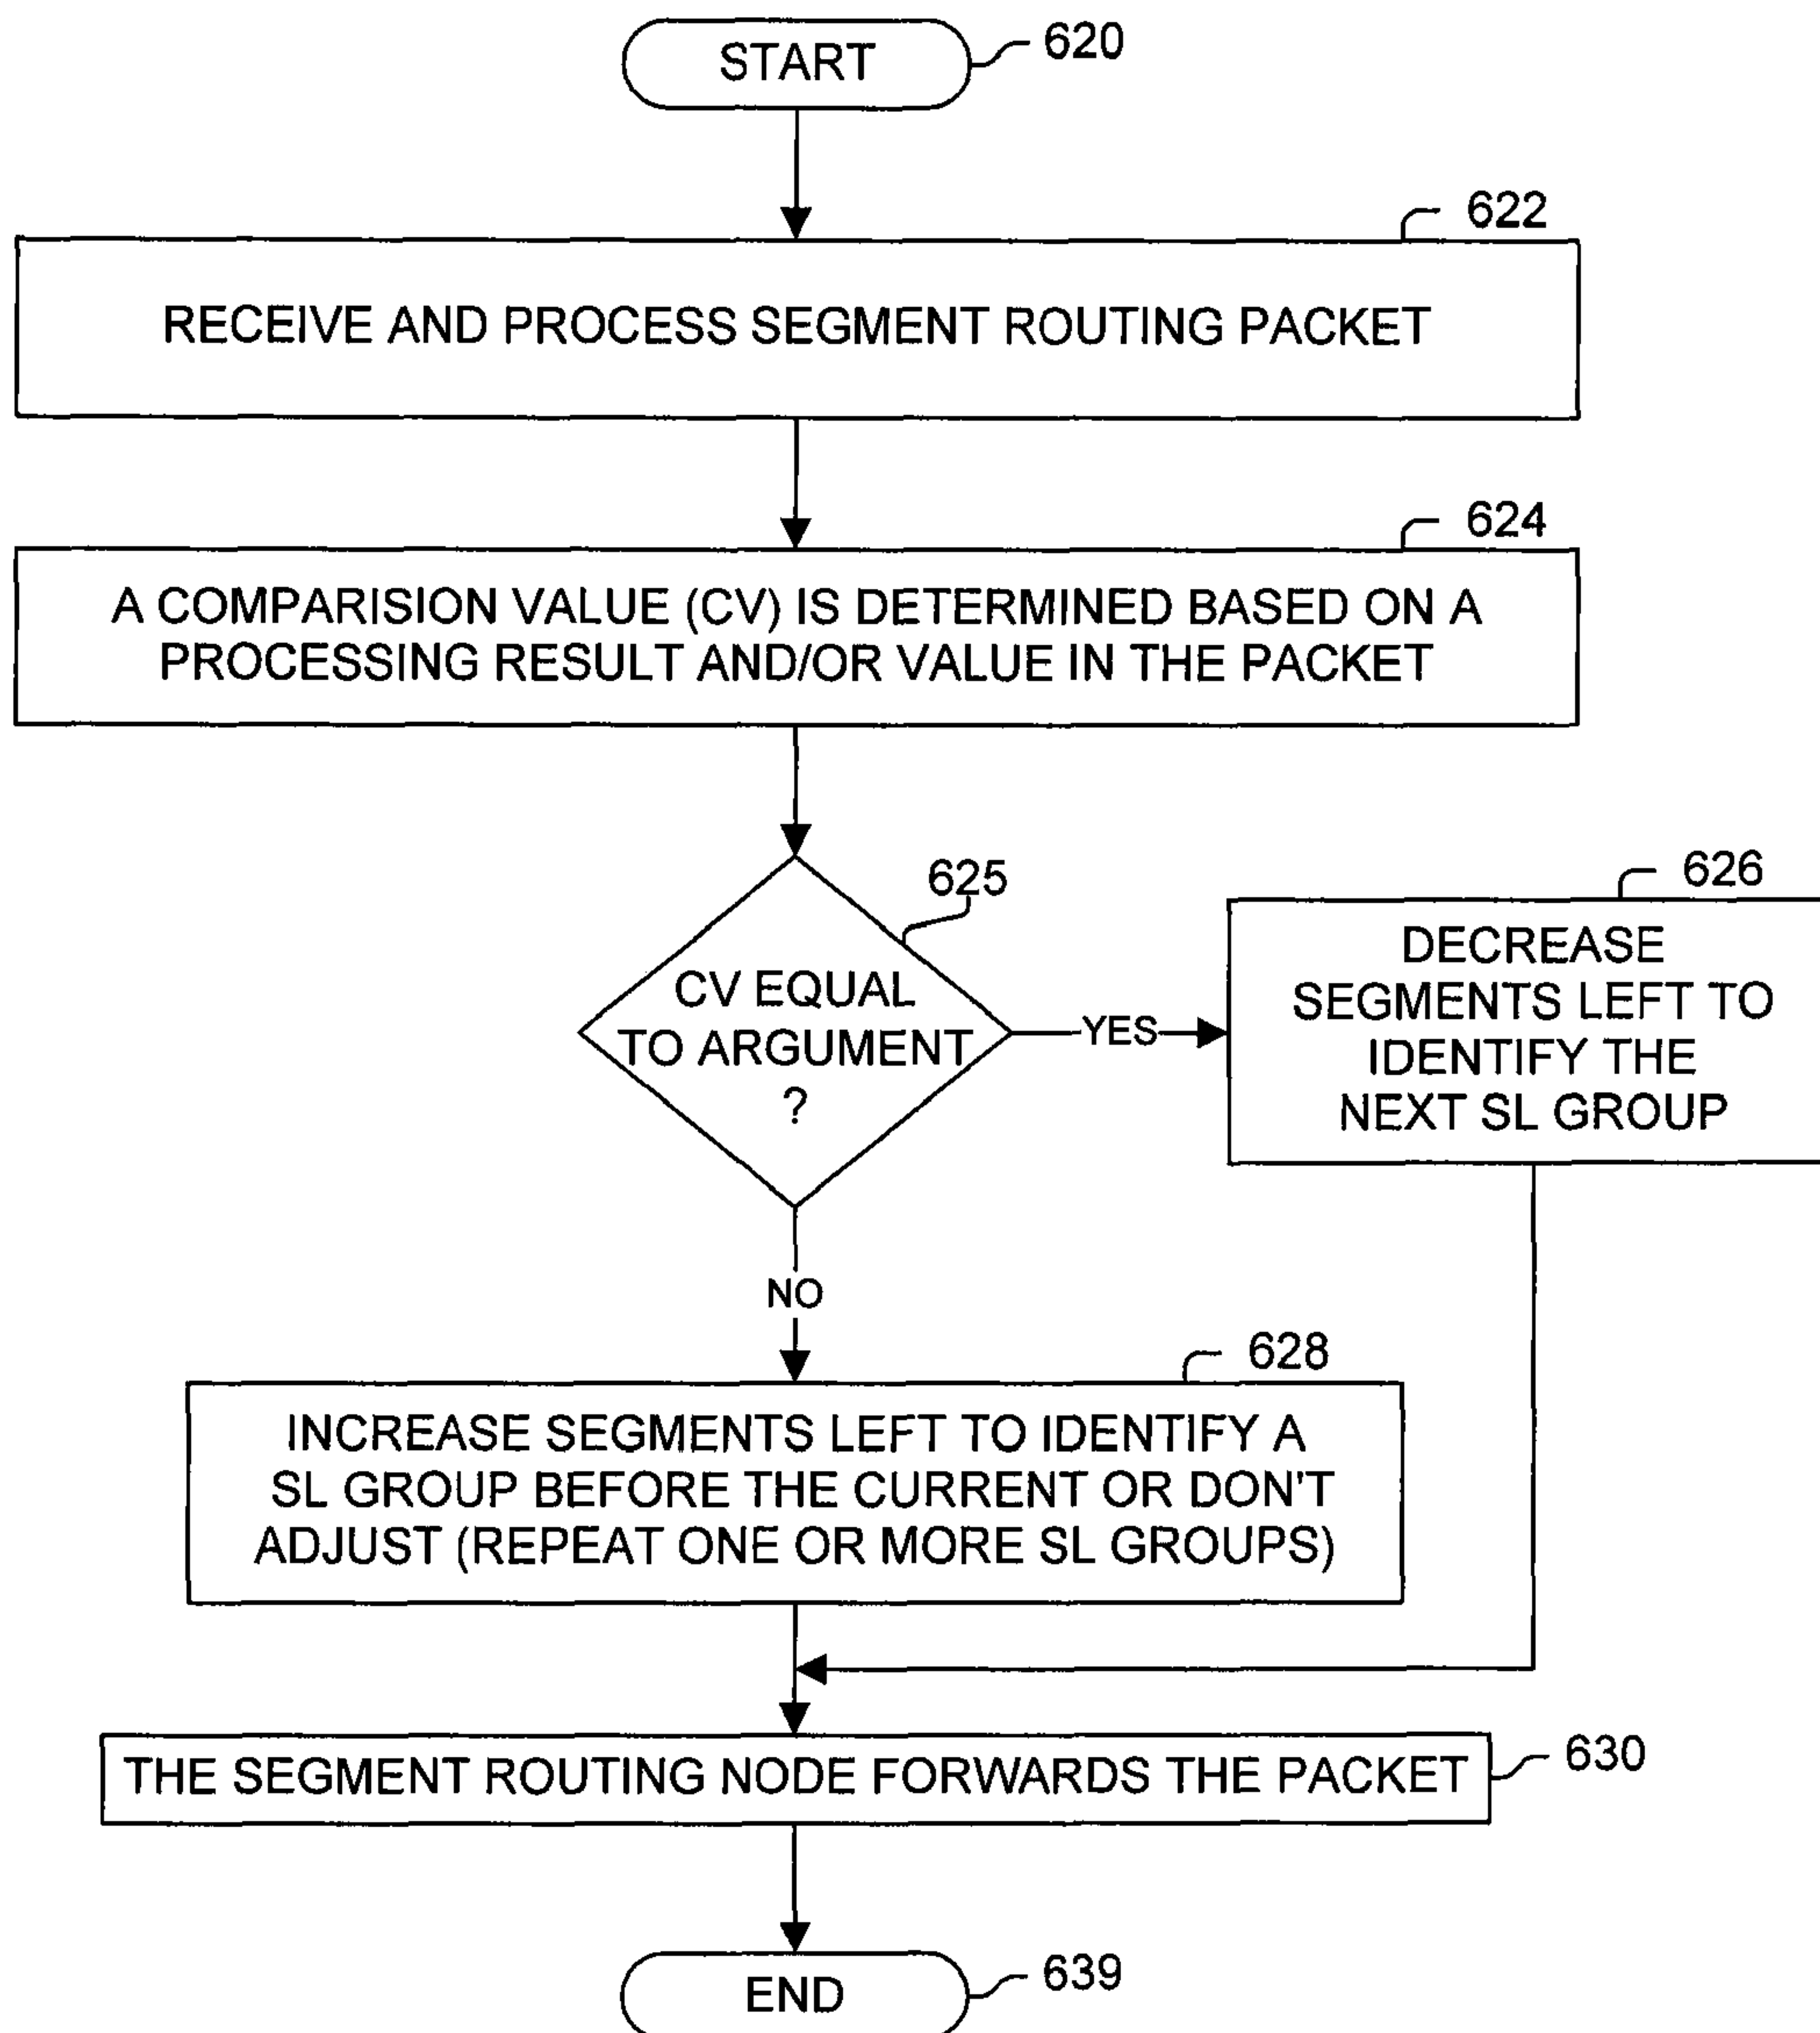 START
620
622
RECEIVE AND PROCESS SEGMENT ROUTING PACKET
624
A COMPARISION VALUE (CV) IS DETERMINED BASED ON A
PROCESSING RESULT AND/OR VALUE IN THE PACKET
625
CV EQUAL
TO ARGUMENT
?
YES
626
DECREASE
SEGMENTS LEFT TO
IDENTIFY THE
NEXT SL GROUP
NO
628
INCREASE SEGMENTS LEFT TO IDENTIFY A
SL GROUP BEFORE THE CURRENT OR DON'T
ADJUST (REPEAT ONE OR MORE SL GROUPS)
THE SEGMENT ROUTING NODE FORWARDS THE PACKET
630
END
639